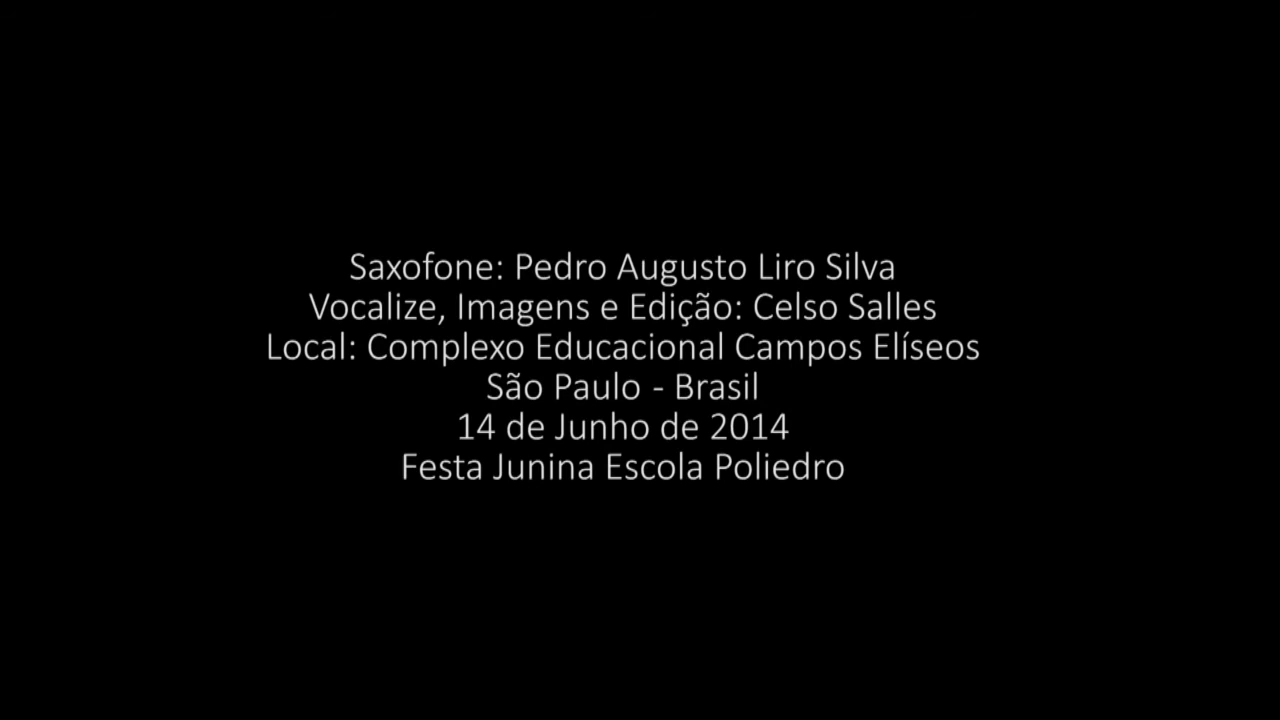 Saxofone: Pedro Augusto Liro Silva
Vocalize, Imagens e Edição: Celso Salles
Local: Complexo Educacional Campos Elíseos
São Paulo - Brasil
14 de Junho de 2014
Festa Junina Escola Poliedro